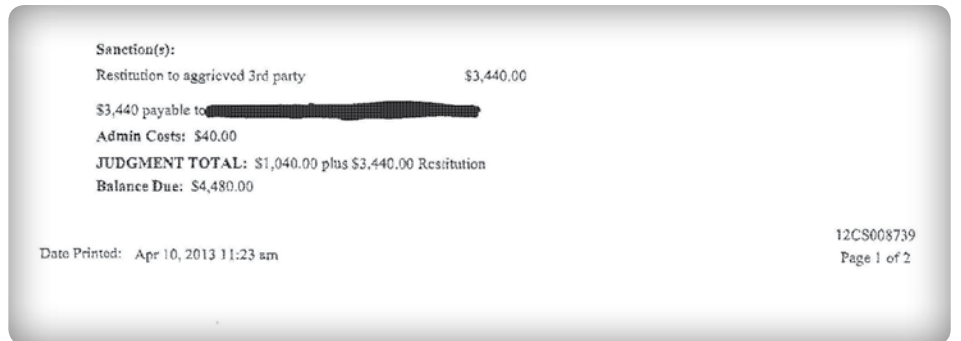 Sanction(s):
Restitution to aggrieved 3rd party $3,440.00
$3,440 payable to
Admin Costs: $40.00
JUDGMENT TOTAL: $1,040.00 plus $3,440.00 Restitution
Balance Due: $4,480.00
12CS008739
Date Printed: Apr 10, 2013 11:23 am
Page 1 of 2